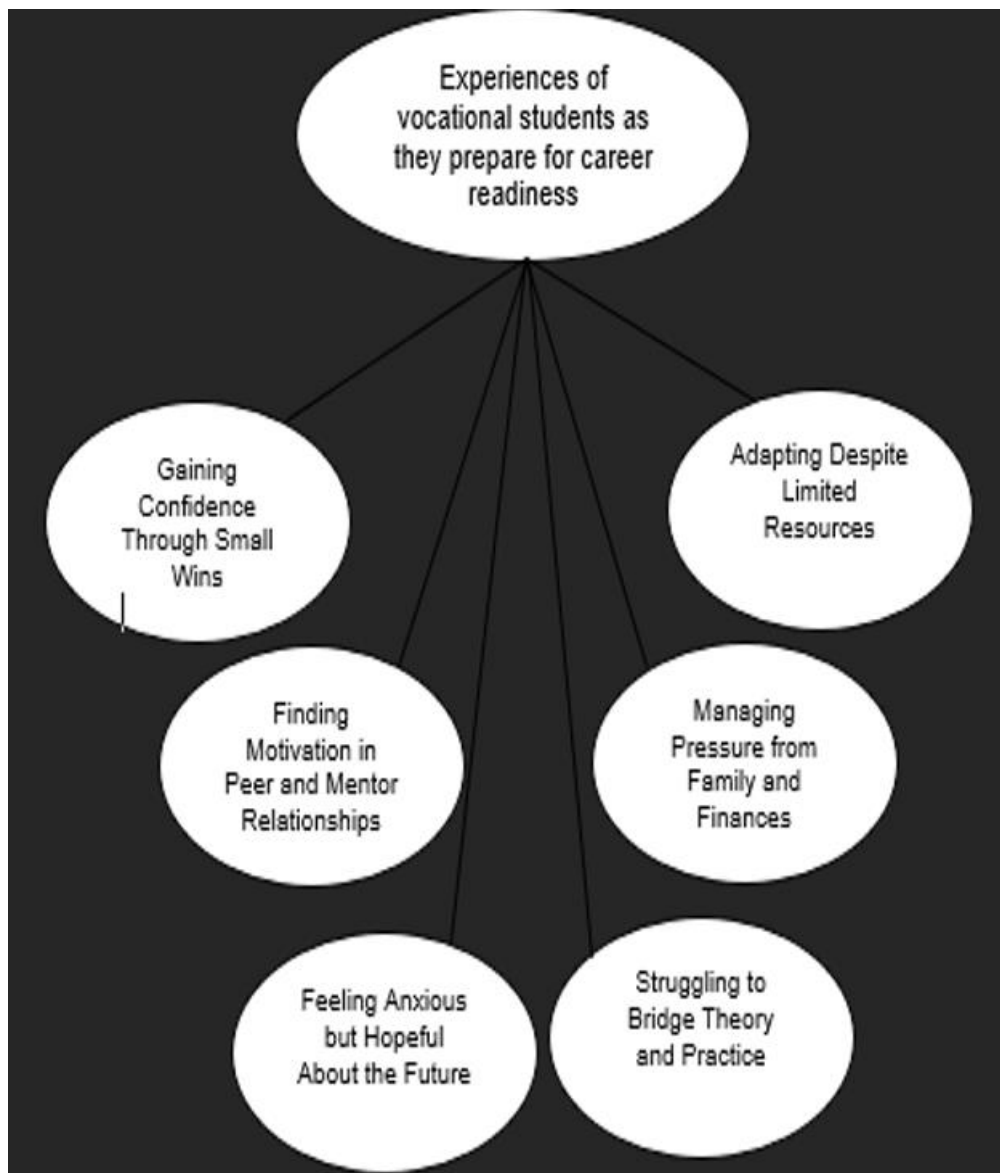 Experiences of
vocational students as
they prepare for career
readiness
Gaining
Confidence
Through Small
Wins
Adapting Despite
Limited
Resources
Finding
Motivation in
Peer and Mentor
Relationships
Managing
Pressure from
Family and
Finances
Feeling Anxious
but Hopeful
About the Future
Struggling to
Bridge Theory
and Practice